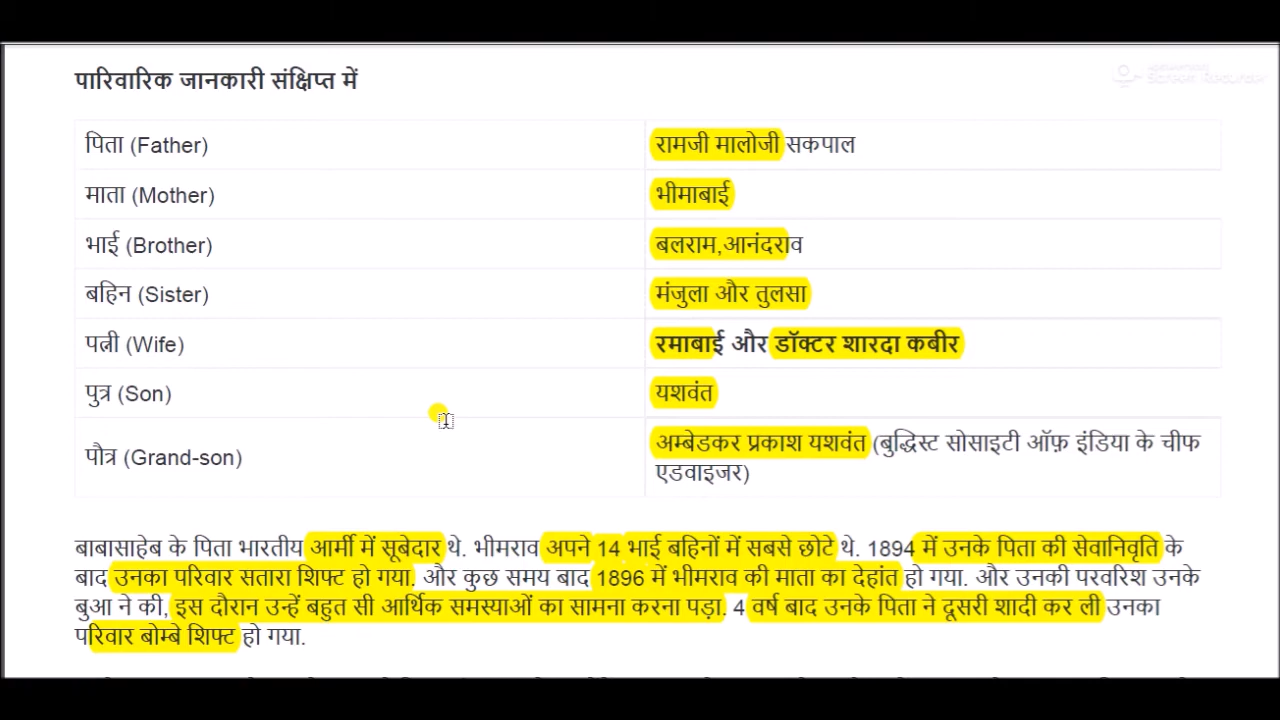 पारिवारिक जानकारी संक्षिप्त में
Screen Recorder
पिता (Father) रामजी मालोजी सकपाल
माता (Mother) भीमाबाई
भाई (Brother) बलराम,आनंदराव
बहिन (Sister) मंजुला और तुलसा
पत्नी (Wife) रमाबाई और डॉक्टर शारदा कबीर
पुत्र (Son) यशवंत
पौत्र (Grand-son) अम्बेडकर प्रकाश यशवंत (बुद्धिस्ट सोसाइटी ऑफ़ इंडिया के चीफ
एडवाइजर)
बाबासाहेब के पिता भारतीय आर्मी में सूबेदार थे. भीमराव अपने 14 भाई बहिनों में सबसे छोटे थे. 1894 में उनके पिता की सेवानिवृति के
बाद उनका परिवार सतारा शिफ्ट हो गया. और कुछ समय बाद 1896 में भीमराव की माता का देहांत हो गया. और उनकी परवरिश उनके
बुआ ने की, इस दौरान उन्हें बहुत सी आर्थिक समस्याओं का सामना करना पड़ा. 4 वर्ष बाद उनके पिता ने दूसरी शादी कर ली उनका
परिवार बोम्बे शिफ्ट हो गया.